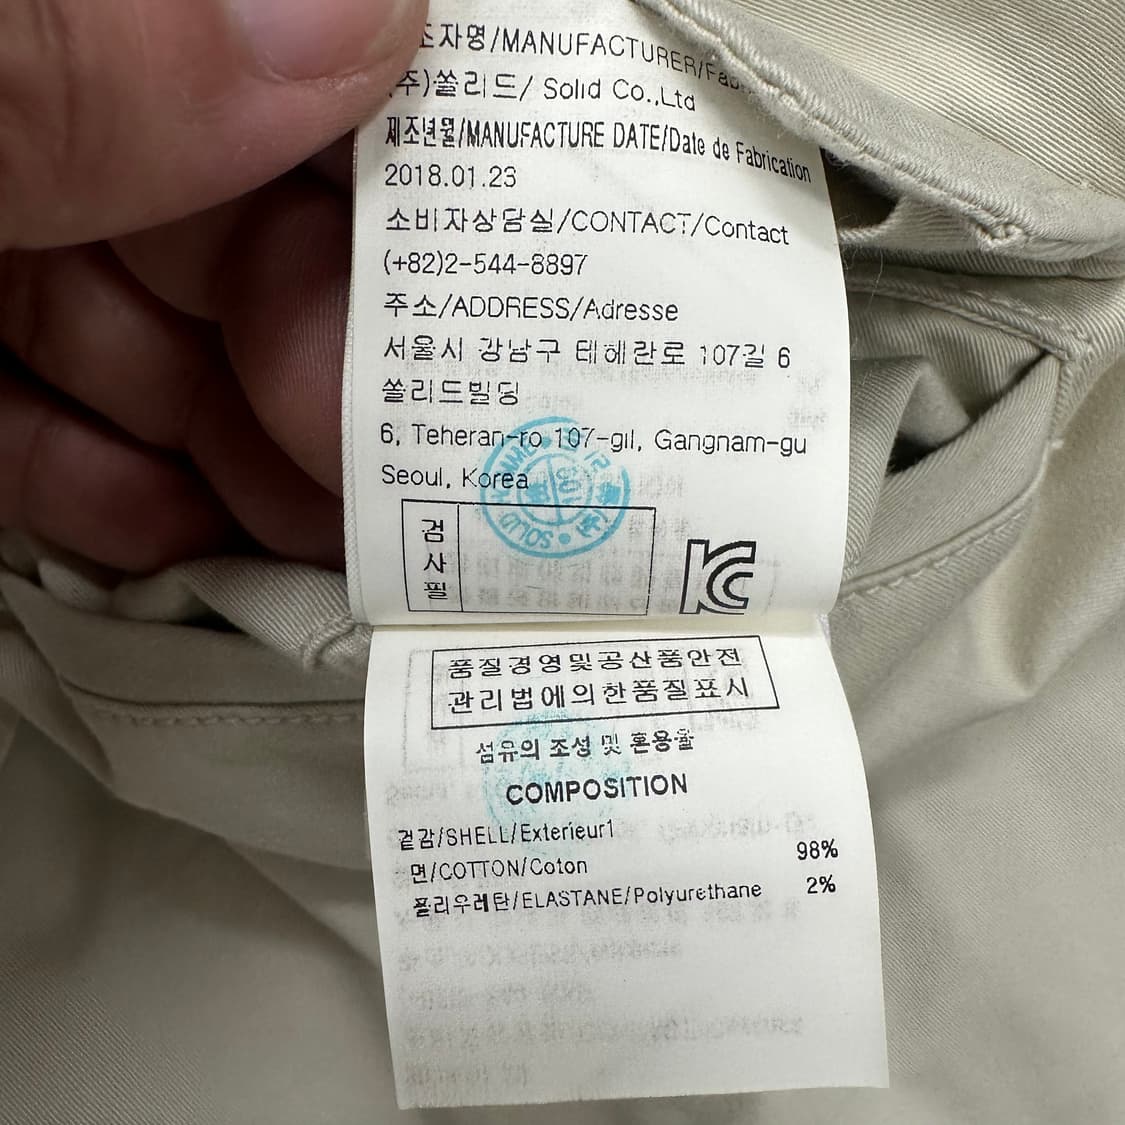 조자명/MANUFACTURER/Fab
(주)쏠리드/ Solid Co.,Ltd
제조년월/MANUFACTURE DATE/Date de Fabrication
2018.01.23
소비자상담실/CONTACT/Contact
(+82)2-544-8897
주소/ADDRESS/Adresse
서울시 강남구 테헤란로 107길 6
쏠리드빌딩
6, Teheran-ro 107-gil, Gangnam-gu
Seoul, Korea
SOLID HOMME
검사필
KC
품질경영및공산품안전
관리법에의한품질표시
섬유의 조성 및 혼용율
COMPOSITION
겉감/SHELL/Exterieur1
면/COTTON/Coton 98%
폴리우레탄/ELASTANE/Polyurethane 2%